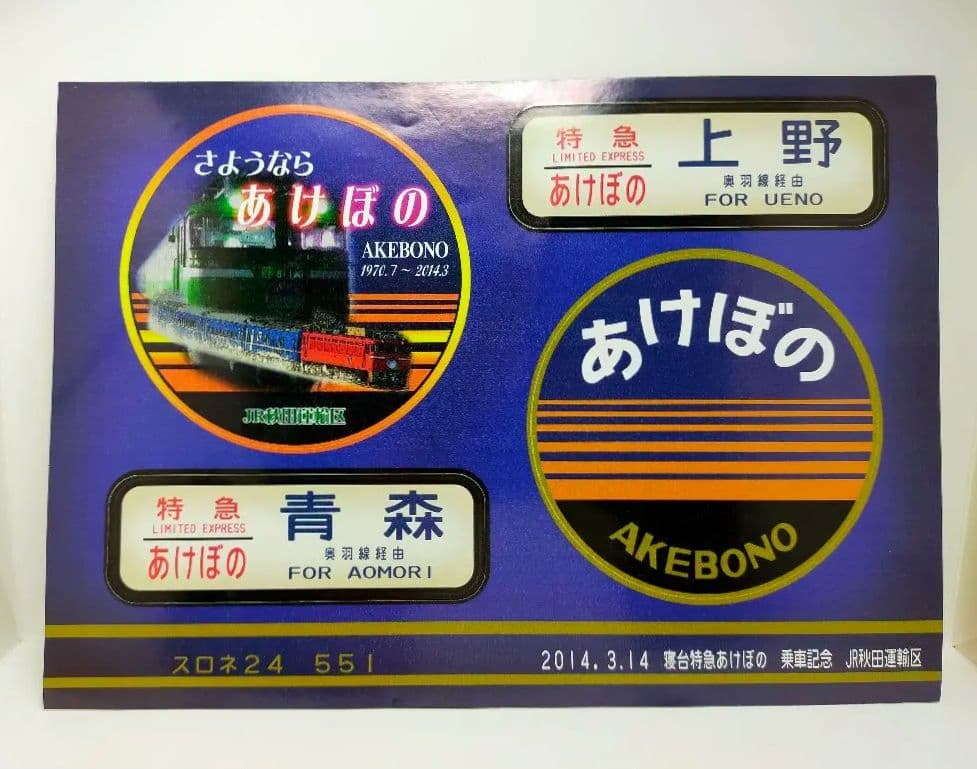 さようなら
あけぼの
AKEBONO
1970.7～2014.3
JR秋田運輸区
特急
LIMITED EXPRESS
あけぼの
上野
奥羽線経由
FOR UENO
あけぼの
AKEBONO
特急
LIMITED EXPRESS
あけぼの
青森
奥羽線経由
FOR AOMORI
スロネ24 551
2014.3.14 寝台特急あけぼの 乗車記念 JR秋田運輸区